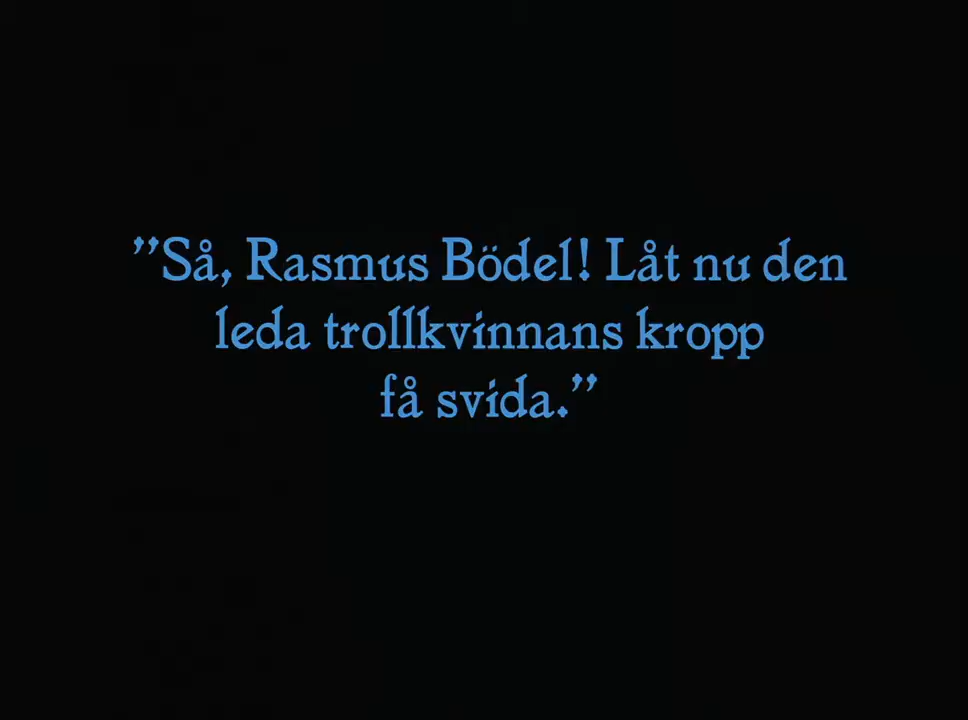 ”Så, Rasmus Bödel! Låt nu den
leda trollkvinnans kropp
få svida.”